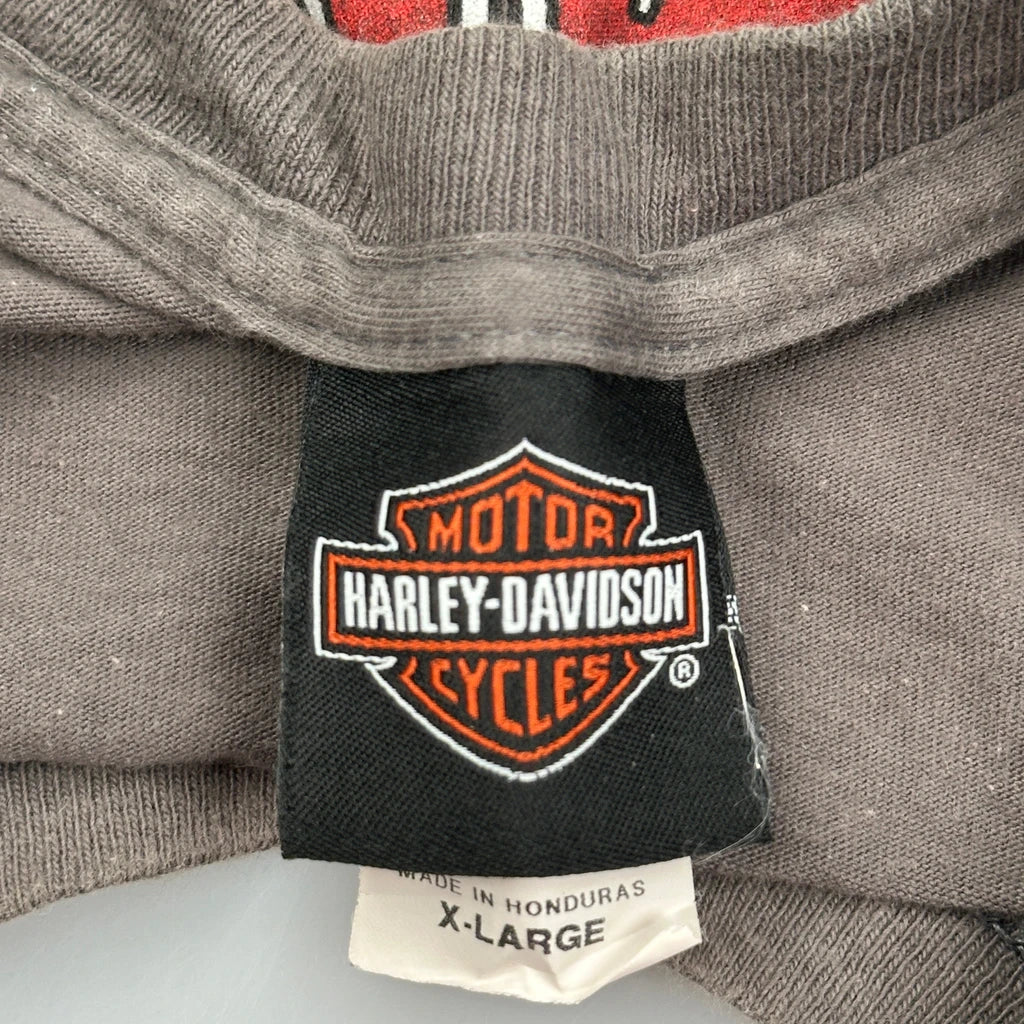 MOTOR
HARLEY-DAVIDSON
CYCLES
®
MADE IN HONDURAS
X-LARGE